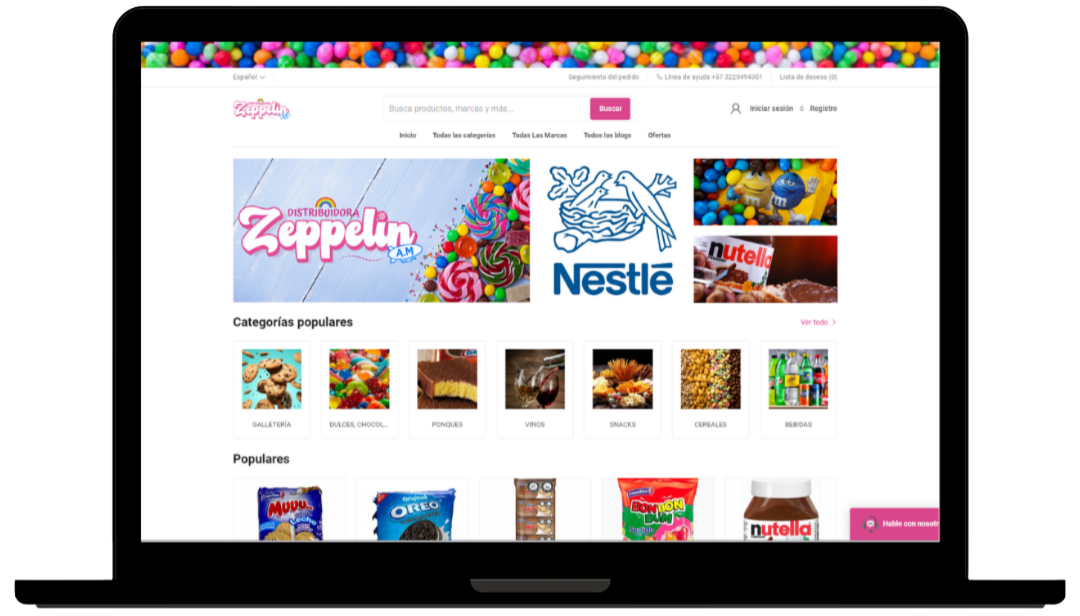 Español
Seguimiento del pedido
Línea de ayuda +57 3229494301
Lista de deseos (0)
Zeppelin
Busca productos, marcas y más...
Buscar
Iniciar sesión
ó
Registro
Inicio
Todas las categorías
Todas Las Marcas
Todos los blogs
Ofertas
DISTRIBUIDORA
Zeppelin
A.M
Nestlé
m
m
nutella
Categorías populares
Ver todo
GALLETERÍA
DULCES, CHOCOL...
PONQUES
VINOS
SNACKS
CEREALES
BEBIDAS
Populares
MUUU..
Leche
Original
OREO
BON BON
BUM
nutella
Hable con nosotr